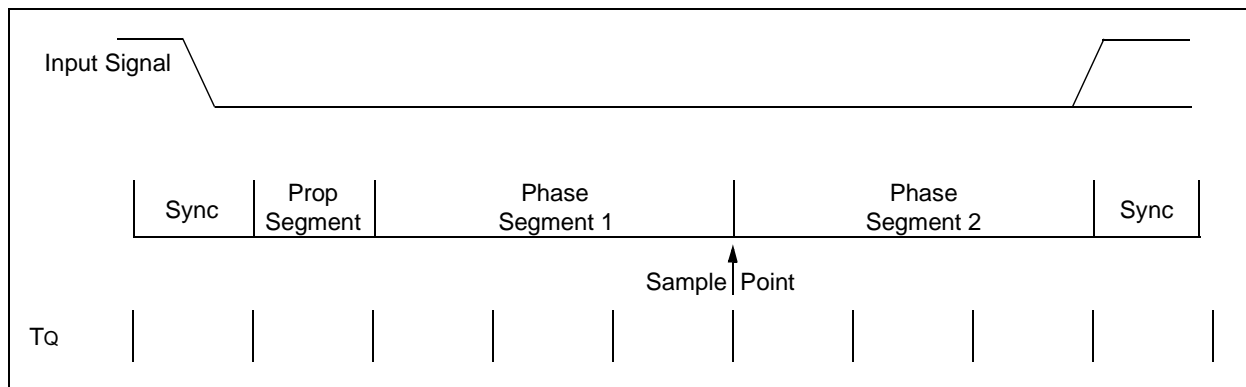 Input Signal
Sync
Prop
Segment
Phase
Segment 1
Phase
Segment 2
Sync
Sample Point
TQ